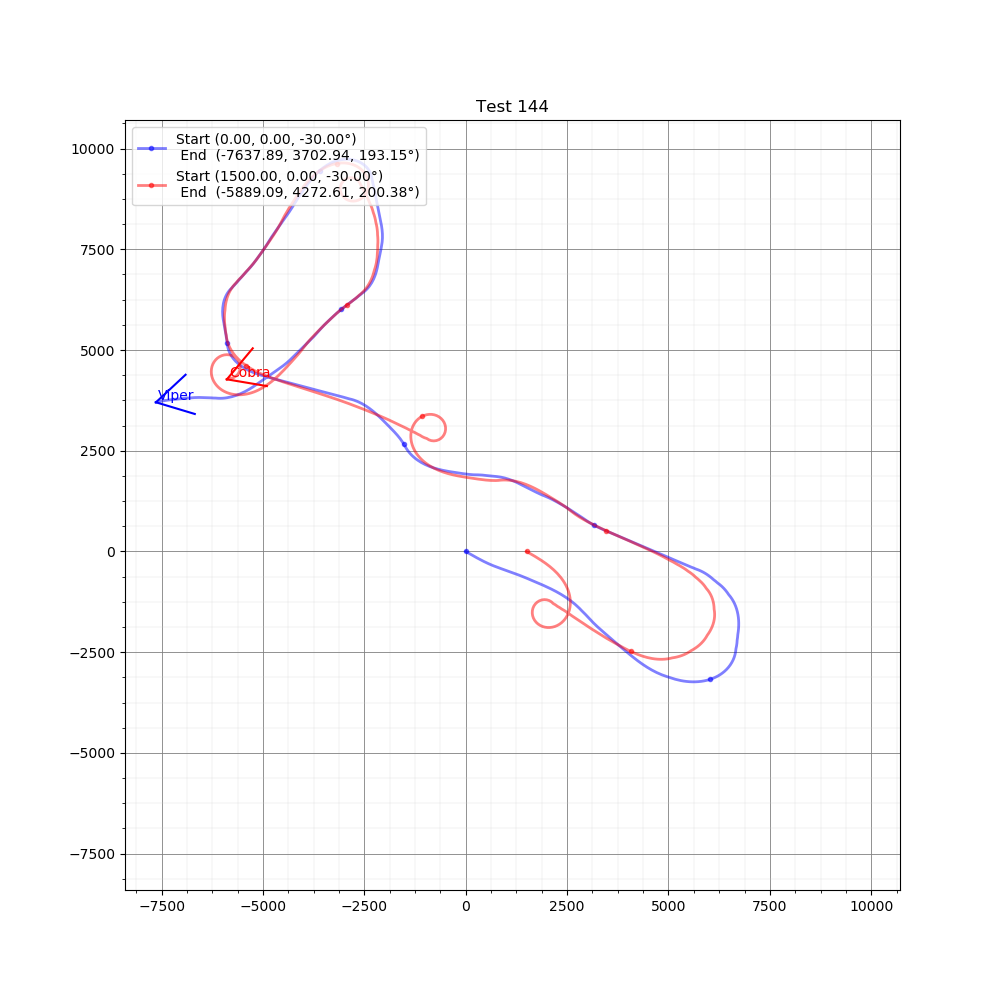 Test 144
Start (0.00, 0.00, -30.00°)
End (-7637.89, 3702.94, 193.15°)
Start (1500.00, 0.00, -30.00°)
End (-5889.09, 4272.61, 200.38°)
10000
7500
5000
2500
0
−2500
−5000
−7500
Cobra
Viper
−7500 −5000 −2500 0 2500 5000 7500 10000